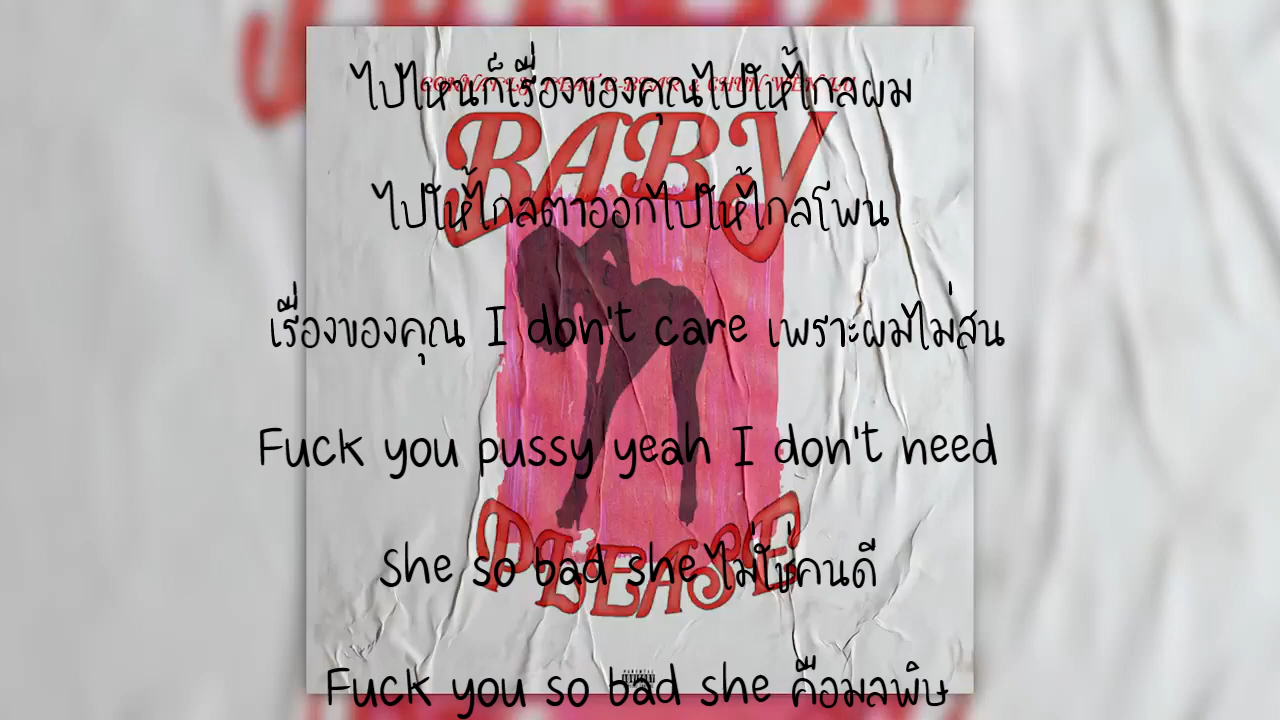 ไปไหนก็เรื่องของคุณไปให้ไกลผม
FEAT
BABY
ไปให้ไกลตาออกไปให้ไกลโพน
เรื่องของคุณ I don't care เพราะผมไม่สน
Fuck you pussy yeah I don't need
PLEASE
She so bad she ไม่ใช่คนดี
Fuck you so bad she คือมลพิษ